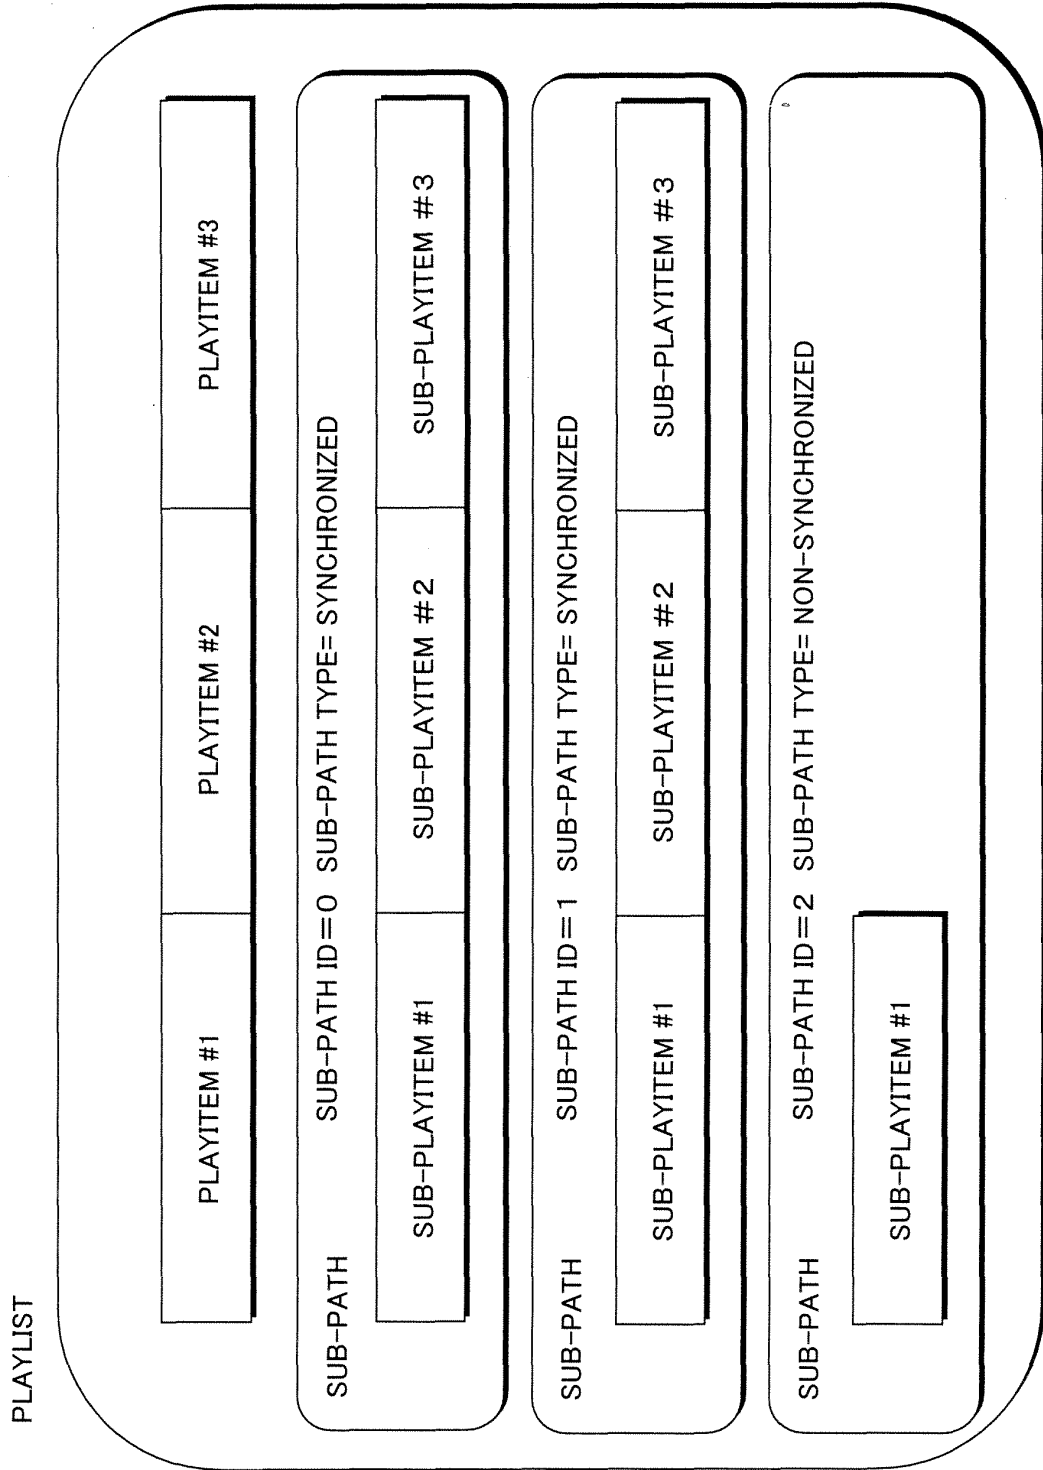 PLAYLIST
PLAYITEM #1 PLAYITEM #2 PLAYITEM #3
SUB-PATH SUB-PATH ID=0 SUB-PATH TYPE= SYNCHRONIZED
SUB-PLAYITEM #1 SUB-PLAYITEM #2 SUB-PLAYITEM #3
SUB-PATH SUB-PATH ID=1 SUB-PATH TYPE= SYNCHRONIZED
SUB-PLAYITEM #1 SUB-PLAYITEM #2 SUB-PLAYITEM #3
SUB-PATH SUB-PATH ID=2 SUB-PATH TYPE= NON-SYNCHRONIZED
SUB-PLAYITEM #1